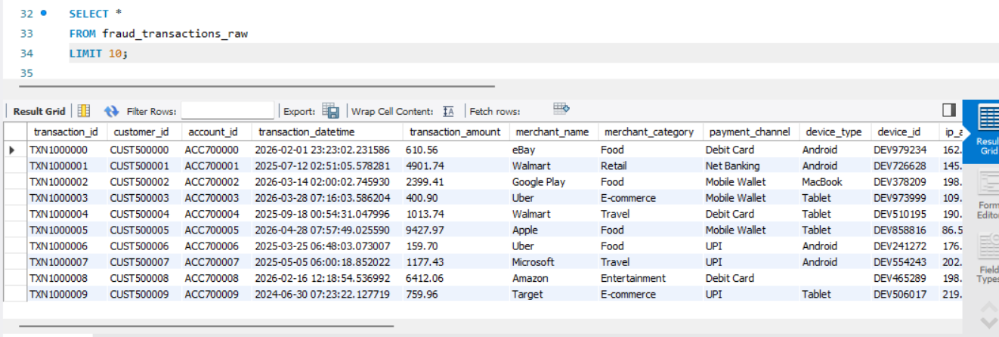 32 SELECT *
33 FROM fraud_transactions_raw
34 LIMIT 10;
35
Result Grid Filter Rows: Export: Wrap Cell Content: Fetch rows:
transaction_id customer_id account_id transaction_datetime transaction_amount merchant_name merchant_category payment_channel device_type device_id ip_a
TXN1000000 CUST500000 ACC700000 2026-02-01 23:23:02.231586 610.56 eBay Food Debit Card Android DEV979234 162.
TXN1000001 CUST500001 ACC700001 2025-07-12 02:51:05.578281 4901.74 Walmart Retail Net Banking Android DEV726628 145.
TXN1000002 CUST500002 ACC700002 2026-03-14 02:00:02.745930 2399.41 Google Play Food Mobile Wallet MacBook DEV378209 198.
TXN1000003 CUST500003 ACC700003 2026-03-28 07:16:03.586204 400.90 Uber E-commerce Mobile Wallet Tablet DEV973999 109.
TXN1000004 CUST500004 ACC700004 2025-09-18 00:54:31.047996 1013.74 Walmart Travel Debit Card Tablet DEV510195 190.
TXN1000005 CUST500005 ACC700005 2026-04-28 07:57:49.025590 9427.97 Apple Food Mobile Wallet Tablet DEV858816 86.5
TXN1000006 CUST500006 ACC700006 2025-03-25 06:48:03.073007 159.70 Uber Food UPI Android DEV241272 176.
TXN1000007 CUST500007 ACC700007 2025-05-05 06:00:18.852022 1177.43 Microsoft Travel UPI Android DEV554243 202.
TXN1000008 CUST500008 ACC700008 2026-02-16 12:18:54.536992 6412.06 Amazon Entertainment Debit Card DEV465289 198.
TXN1000009 CUST500009 ACC700009 2024-06-30 07:23:22.127719 759.96 Target E-commerce UPI Tablet DEV506017 219.
Result
Grid
Form
Editor
Field
Types